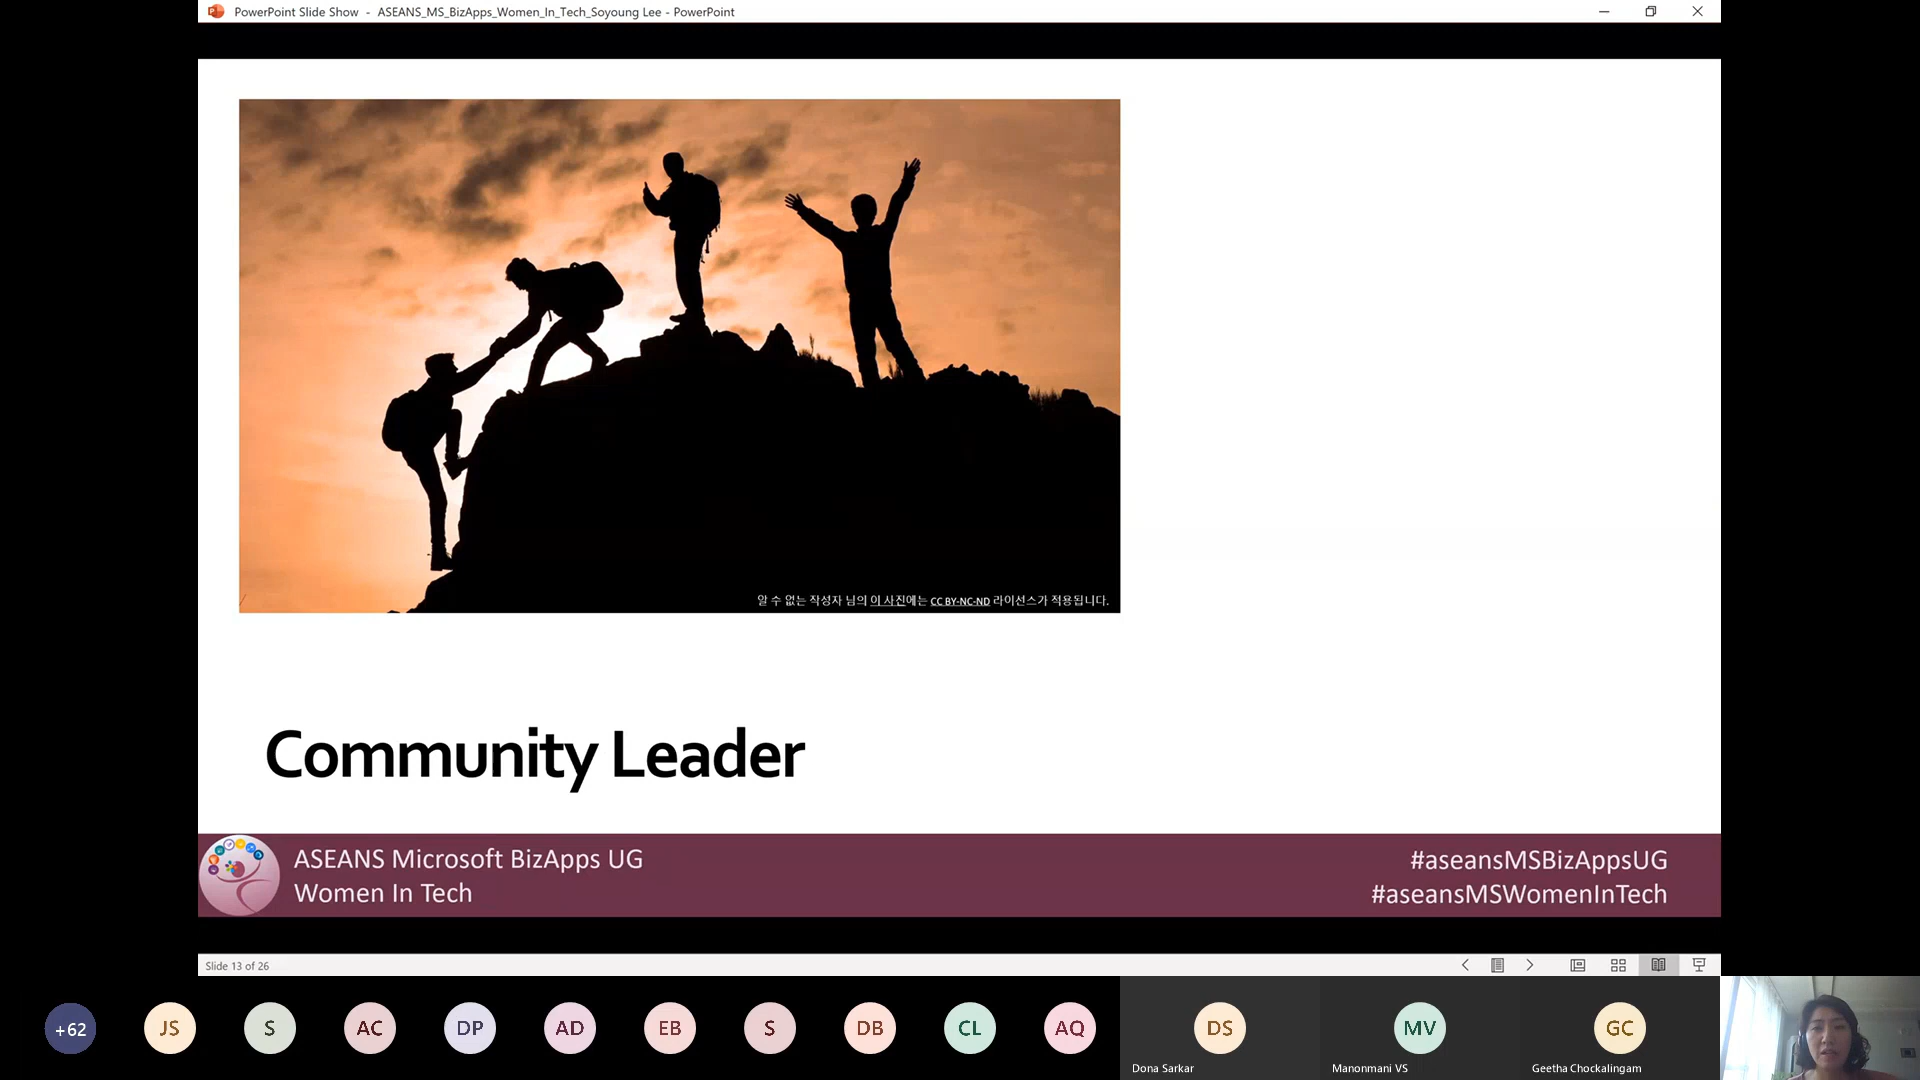 PowerPoint Slide Show - ASEANS_MS_BizApps_Women_In_Tech_Soyoung Lee - PowerPoint
알 수 없는 작성자 님의 이 사진에는 CC BY-NC-ND 라이선스가 적용됩니다.
Community Leader
ASEANS Microsoft BizApps UG
Women In Tech
#aseansMSBizAppsUG
#aseansMSWomenInTech
Slide 13 of 26
+62
JS
S
AC
DP
AD
EB
S
DB
CL
AQ
DS
MV
GC
Dona Sarkar
Manonmani VS
Geetha Chockalingam